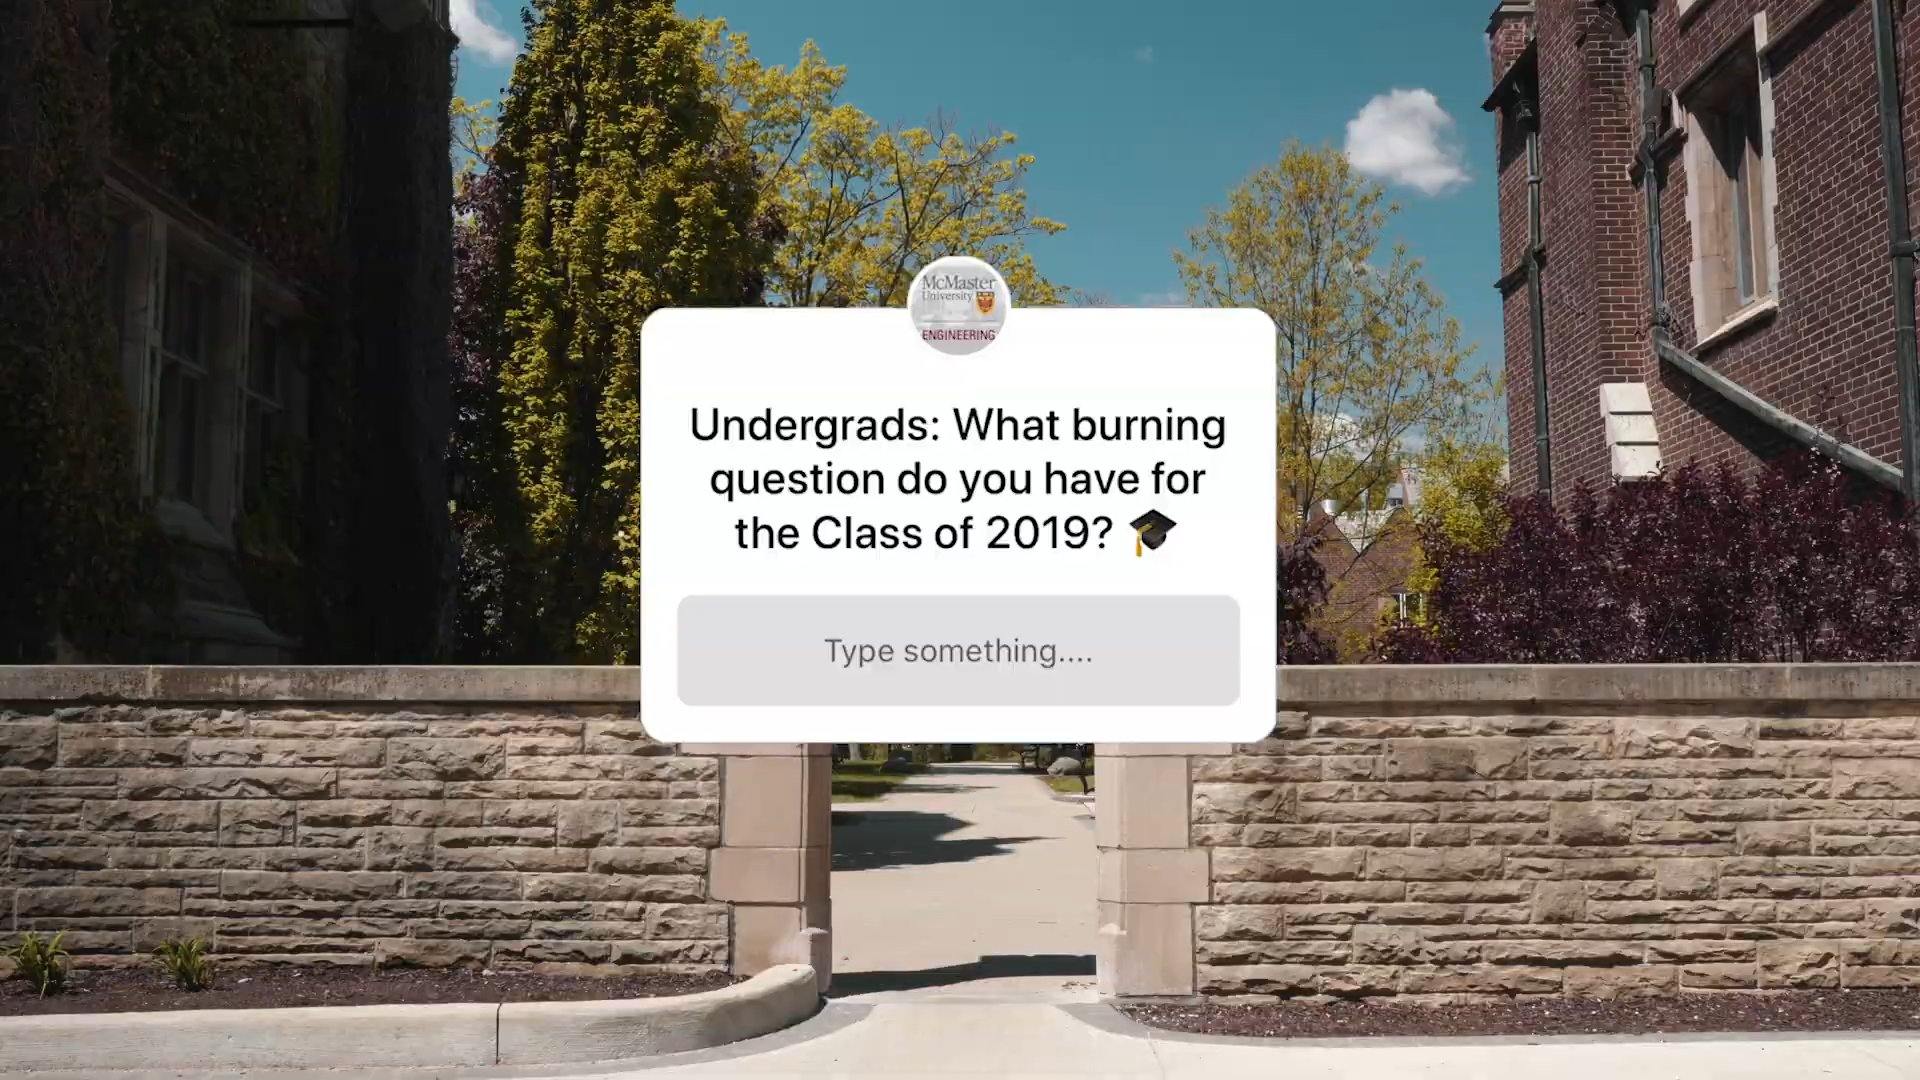 McMaster
University
ENGINEERING
Undergrads: What burning
question do you have for
the Class of 2019? 🎓
Type something....